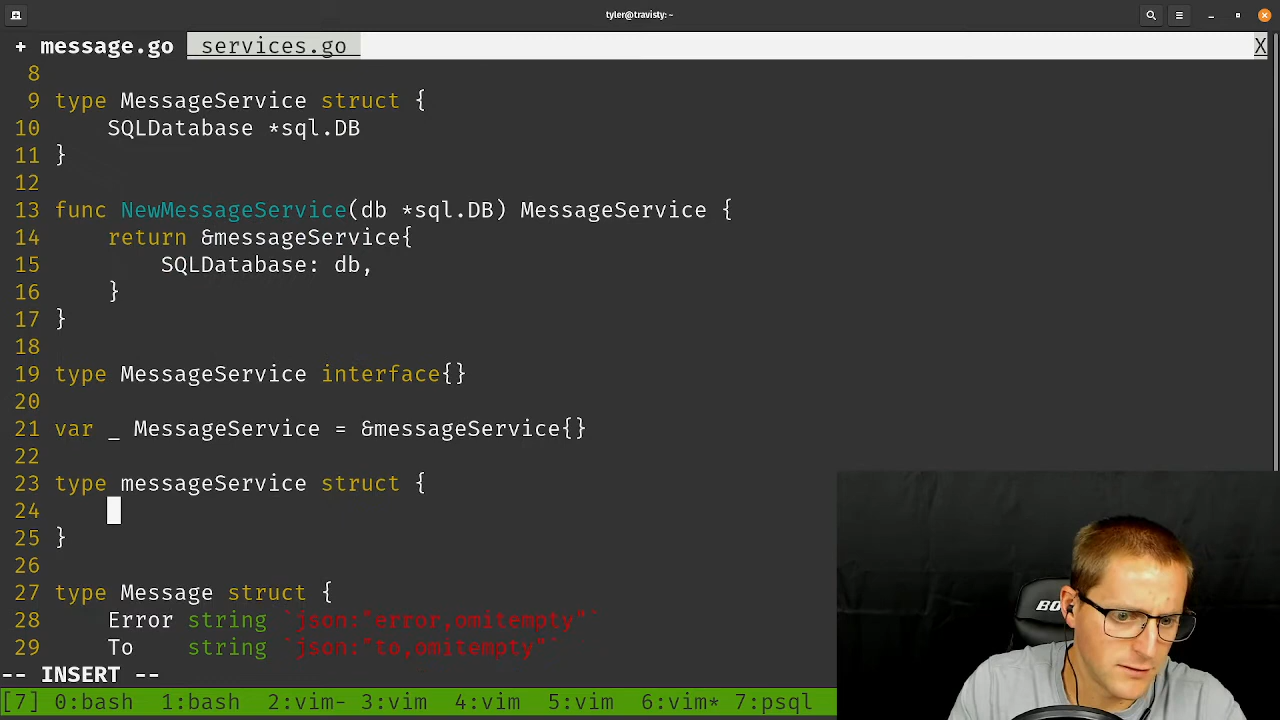 tyler@travisty: ~
+ message.go services.go X
8
9 type MessageService struct {
10 SQLDatabase *sql.DB
11 }
12
13 func NewMessageService(db *sql.DB) MessageService {
14 return &messageService{
15 SQLDatabase: db,
16 }
17 }
18
19 type MessageService interface{}
20
21 var _ MessageService = &messageService{}
22
23 type messageService struct {
24
25 }
26
27 type Message struct {
28 Error string `json:"error,omitempty"`
29 To string `json:"to,omitempty"`
-- INSERT --
[7] 0:bash 1:bash 2:vim- 3:vim 4:vim 5:vim 6:vim* 7:psql